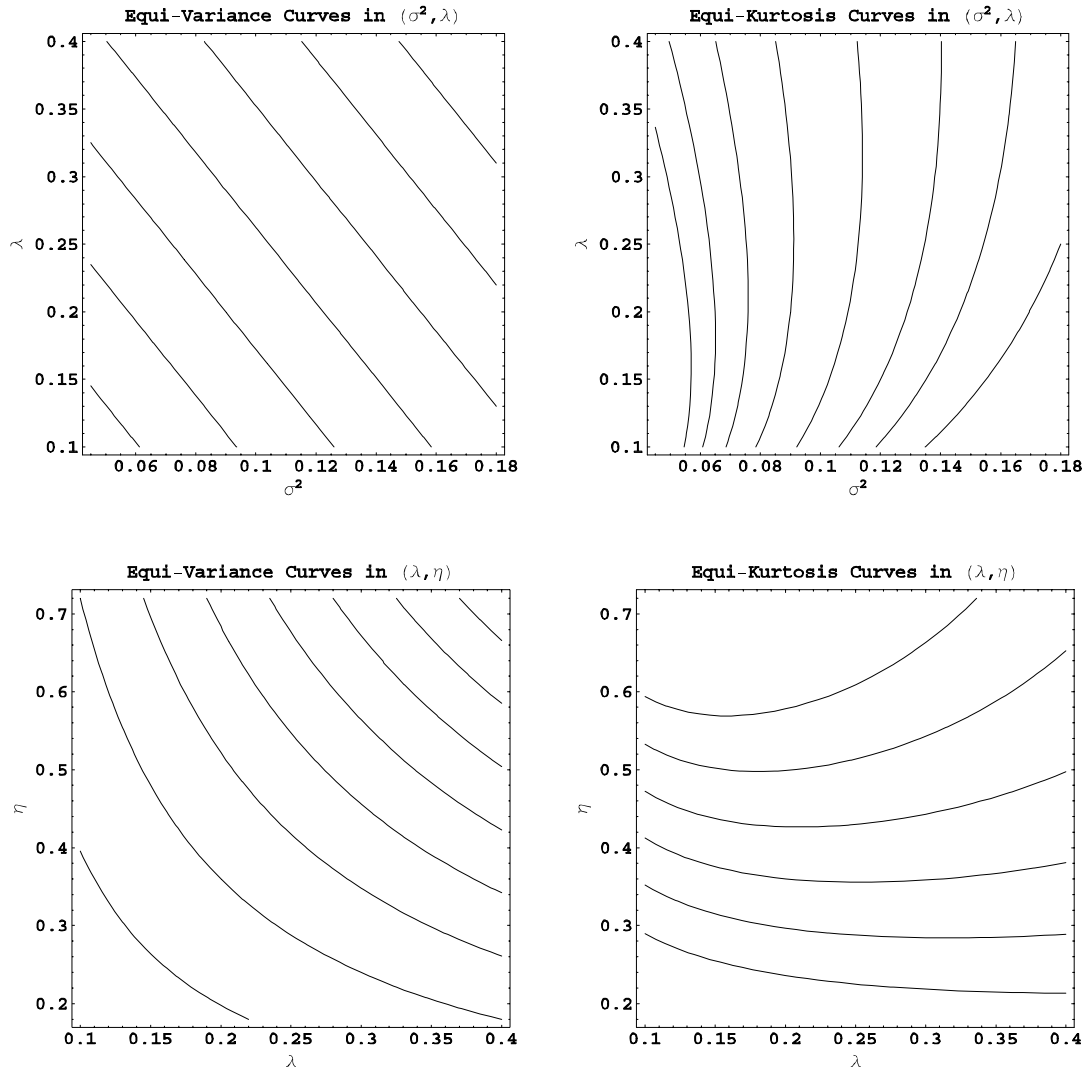 Equi-Variance Curves in (σ², λ)
0.4
0.35
0.3
0.25
0.2
0.15
0.1
λ
0.06 0.08 0.1 0.12 0.14 0.16 0.18
σ²
Equi-Kurtosis Curves in (σ², λ)
0.4
0.35
0.3
0.25
0.2
0.15
0.1
λ
0.06 0.08 0.1 0.12 0.14 0.16 0.18
σ²
Equi-Variance Curves in (λ, η)
0.7
0.6
0.5
0.4
0.3
0.2
η
0.1 0.15 0.2 0.25 0.3 0.35 0.4
λ
Equi-Kurtosis Curves in (λ, η)
0.7
0.6
0.5
0.4
0.3
0.2
η
0.1 0.15 0.2 0.25 0.3 0.35 0.4
λ